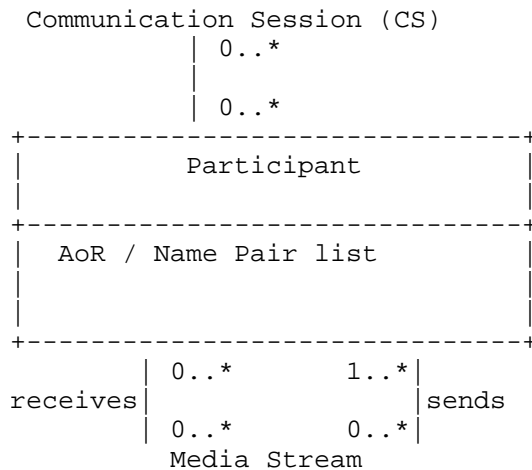 Communication Session (CS)
| 0..*
|
| 0..*
+-------------------------------+
| Participant |
| |
+-------------------------------+
| AoR / Name Pair list |
| |
| |
+-------------------------------+
| 0..* 1..*|
receives| |sends
| 0..* 0..*|
Media Stream